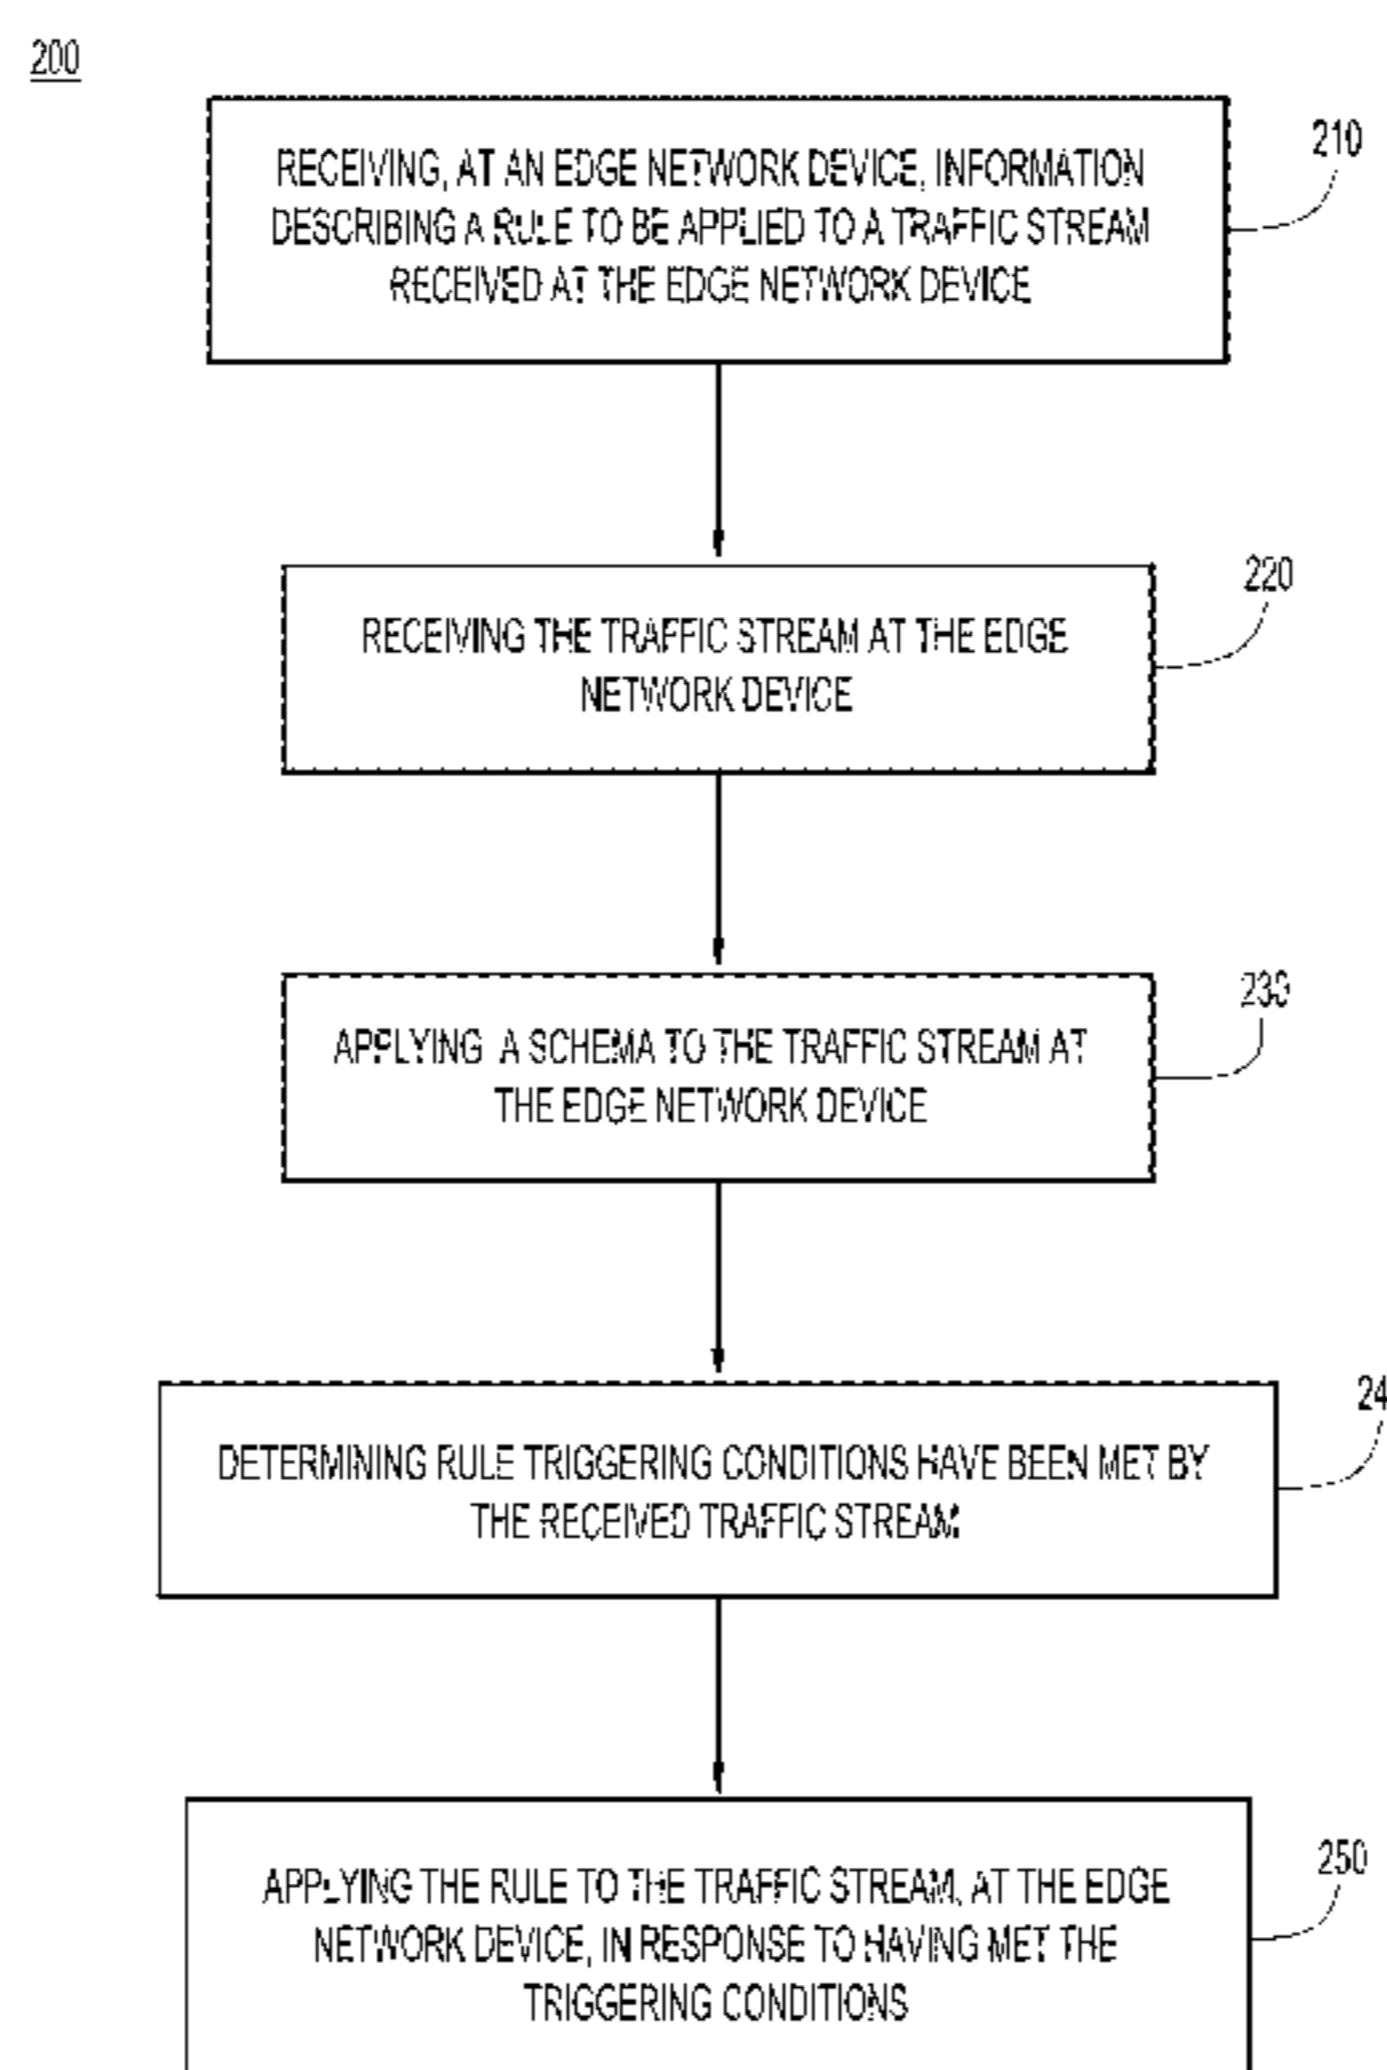 200
210
RECEIVING, AT AN EDGE NETWORK DEVICE, INFORMATION
DESCRIBING A RULE TO BE APPLIED TO A TRAFFIC STREAM
RECEIVED AT THE EDGE NETWORK DEVICE
220
RECEIVING THE TRAFFIC STREAM AT THE EDGE
NETWORK DEVICE
233
APPLYING A SCHEMA TO THE TRAFFIC STREAM AT
THE EDGE NETWORK DEVICE
24
DETERMINING RULE TRIGGERING CONDITIONS HAVE BEEN MET BY
THE RECEIVED TRAFFIC STREAM
250
APPLYING THE RULE TO THE TRAFFIC STREAM, AT THE EDGE
NETWORK DEVICE, IN RESPONSE TO HAVING MET THE
TRIGGERING CONDITIONS